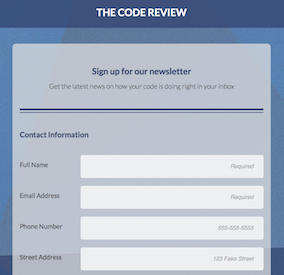 THE CODE REVIEW
Sign up for our newsletter
Get the latest news on how your code is doing right in your inbox
Contact Information
Full Name Required
Email Address Required
Phone Number 555-555-5555
Street Address 123 Fake Street